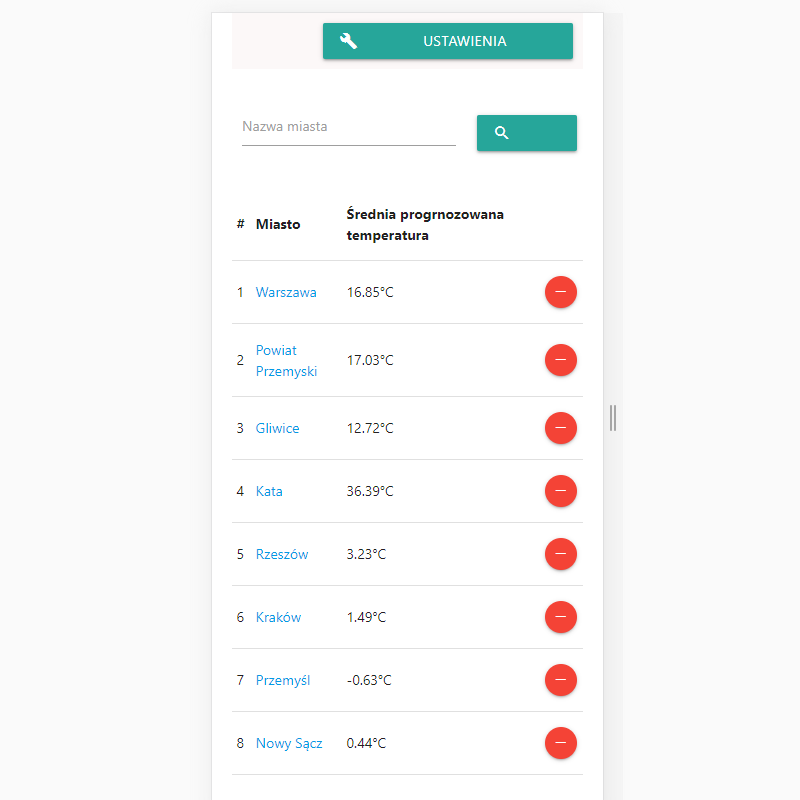 USTAWIENIA
Nazwa miasta
# Miasto Średnia progrnozowana
temperatura
1 Warszawa 16.85°C
2 Powiat
Przemyski 17.03°C
3 Gliwice 12.72°C
4 Kata 36.39°C
5 Rzeszów 3.23°C
6 Kraków 1.49°C
7 Przemyśl -0.63°C
8 Nowy Sącz 0.44°C